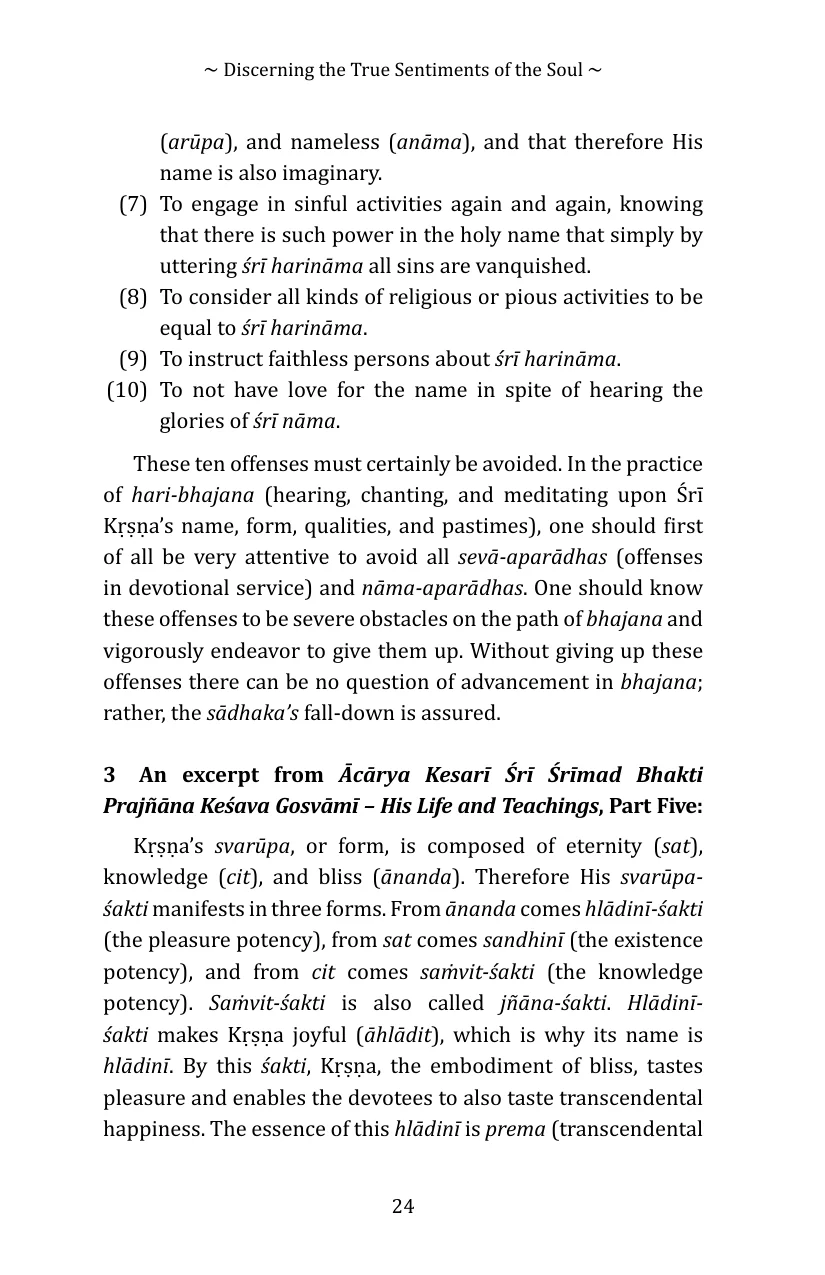 ~ Discerning the True Sentiments of the Soul ~
(arūpa), and nameless (anāma), and that therefore His
name is also imaginary.
(7) To engage in sinful activities again and again, knowing
that there is such power in the holy name that simply by
uttering śrī harināma all sins are vanquished.
(8) To consider all kinds of religious or pious activities to be
equal to śrī harināma.
(9) To instruct faithless persons about śrī harināma.
(10) To not have love for the name in spite of hearing the
glories of śrī nāma.
These ten offenses must certainly be avoided. In the practice
of hari-bhajana (hearing, chanting, and meditating upon Śrī
Kṛṣṇa’s name, form, qualities, and pastimes), one should first
of all be very attentive to avoid all sevā-aparādhas (offenses
in devotional service) and nāma-aparādhas. One should know
these offenses to be severe obstacles on the path of bhajana and
vigorously endeavor to give them up. Without giving up these
offenses there can be no question of advancement in bhajana;
rather, the sādhaka’s fall-down is assured.
3 An excerpt from Ācārya Kesarī Śrī Śrīmad Bhakti
Prajñāna Keśava Gosvāmī – His Life and Teachings, Part Five:
Kṛṣṇa’s svarūpa, or form, is composed of eternity (sat),
knowledge (cit), and bliss (ānanda). Therefore His svarūpa-
śakti manifests in three forms. From ānanda comes hlādinī-śakti
(the pleasure potency), from sat comes sandhinī (the existence
potency), and from cit comes saṁvit-śakti (the knowledge
potency). Saṁvit-śakti is also called jñāna-śakti. Hlādinī-
śakti makes Kṛṣṇa joyful (āhlādit), which is why its name is
hlādinī. By this śakti, Kṛṣṇa, the embodiment of bliss, tastes
pleasure and enables the devotees to also taste transcendental
happiness. The essence of this hlādinī is prema (transcendental
24